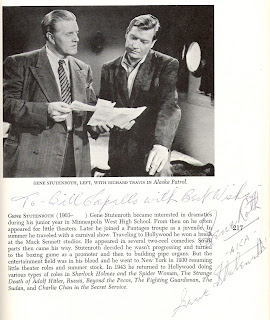 GENE STUTENROTH, LEFT, WITH RICHARD TRAVIS in Alaska Patrol.
To Bill Capello with Best Wishes
GENE STUTENROTH (1903- ) Gene Stutenroth became interested in dramatics
during his junior year in Minneapolis West High School. From then on he often
appeared for little theaters. Later he joined a Pantages troupe as a juvenile. In
summer he traveled with a carnival show. Traveling to Hollywood he won a break
at the Mack Sennett studios. He appeared in several two-reel comedies. Small
parts then came his way. Stutenroth decided he wasn't progressing and turned
to the boxing game as a promoter and then to building pipe organs. But the
entertainment field was in his blood and he went to New York in 1930 resuming
little theater roles and summer stock. In 1943 he returned to Hollywood doing
various types of roles in Sherlock Holmes and the Spider Woman, The Strange
Death of Adolf Hitler, Russia, Beyond the Pecos, The Fighting Guardsman, The
Sudan, and Charlie Chan in the Secret Service.
217
Gene Roth
A.K.A.
Gene Stutenroth